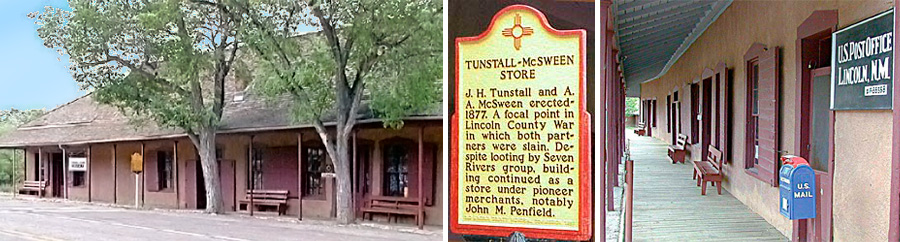 TUNSTALL-McSWEEN
STORE
J. H. Tunstall and A.
A. McSween erected-
1877. A focal point in
Lincoln County War
in which both part-
ners were slain. De-
spite looting by Seven
Rivers group, build-
ing continued as a
store under pioneer
merchants, notably
John M. Penfield.
U.S. POST OFFICE
LINCOLN, N.M.
88338
U.S.
MAIL